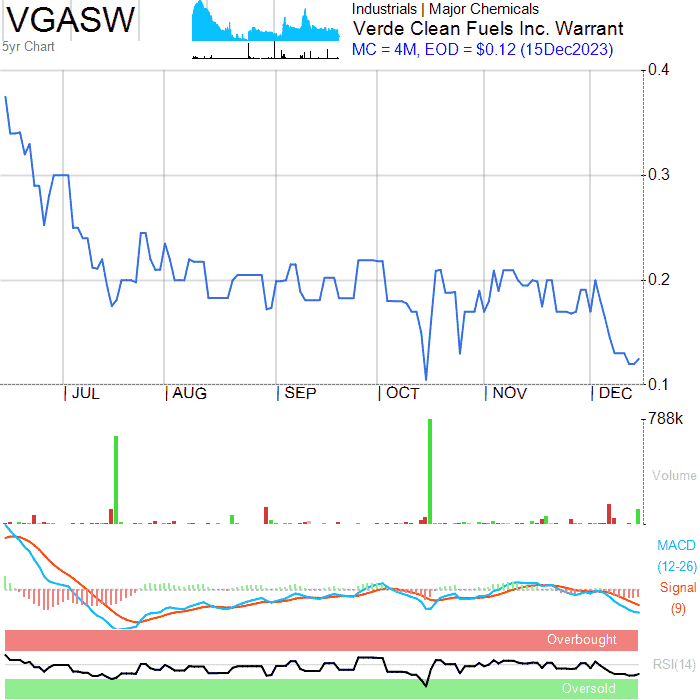 VGASW
5yr Chart
Industrials | Major Chemicals
Verde Clean Fuels Inc. Warrant
MC = 4M, EOD = $0.12 (15Dec2023)
0.4
0.3
0.2
0.1
JUL
AUG
SEP
OCT
NOV
DEC
788k
Volume
MACD
(12-26)
Signal
(9)
Overbought
RSI(14)
Oversold